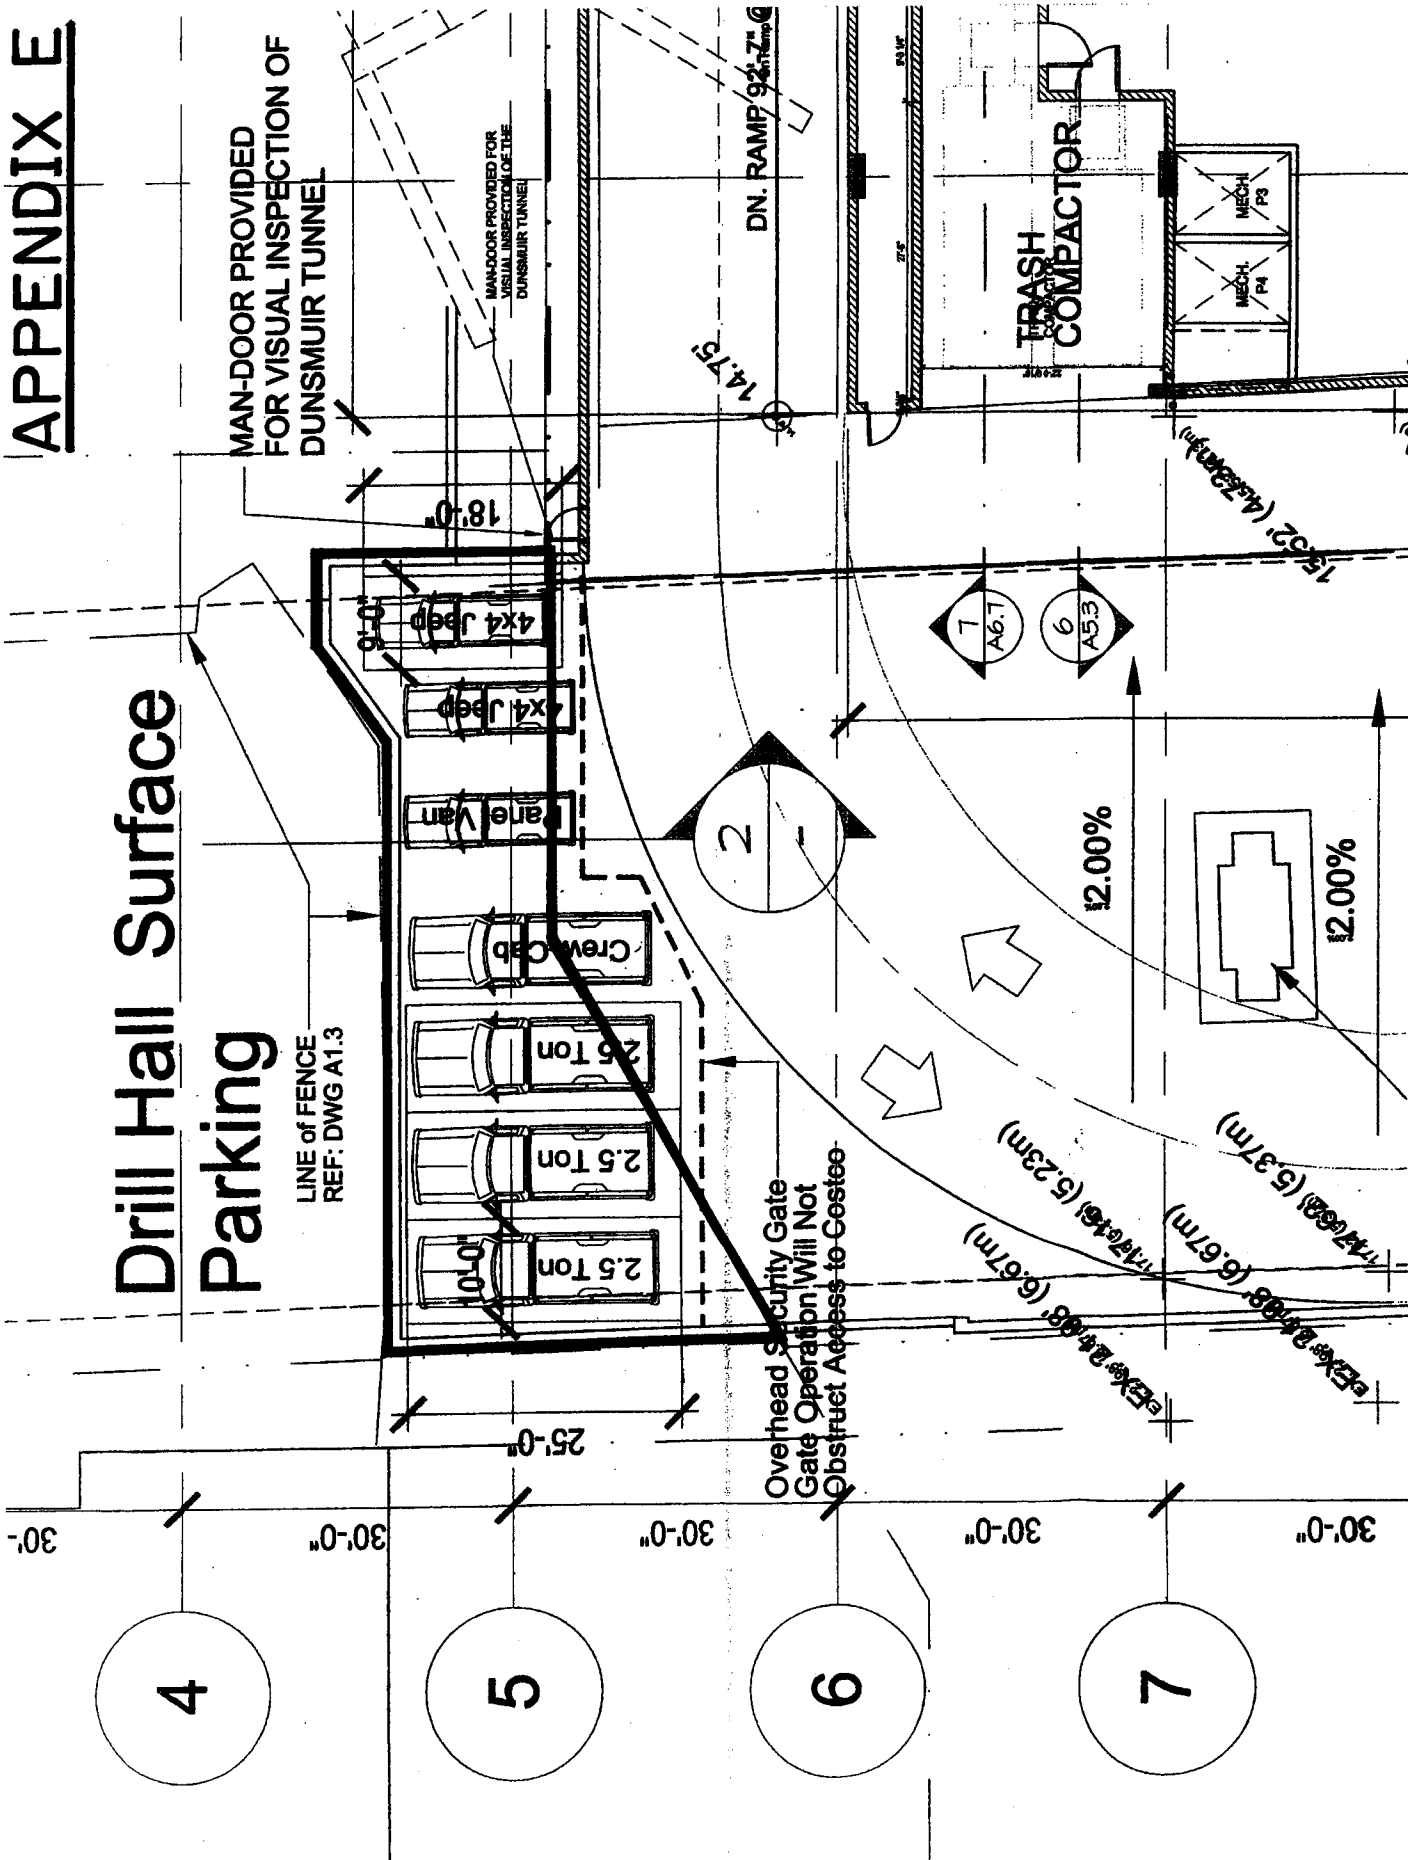 APPENDIX E
MAN-DOOR PROVIDED
FOR VISUAL INSPECTION OF
DUNSMUIR TUNNEL
MAN-DOOR PROVIDED FOR
VISUAL INSPECTION OF THE
DUNSMUIR TUNNEL
Drill Hall Surface
Parking
LINE of FENCE
REF: DWG A1.3
18'-0"
9'-0"
4x4 Jeep
4x4 Jeep
Panel Van
Crew Cab
2.5 Ton
2.5 Ton
2.5 Ton
10'-0"
25'-0"
Overhead Security Gate
Gate Operation Will Not
Obstruct Access to Costco
DN. RAMP 92'-7" @
14.75'
TRASH
COMPACTOR
MECH.
P3
MECH.
P4
2
-
7
A6.7
6
A5.3
2.00%
2.00%
15.52'
(5.23m)
(5.37m)
(6.67m)
(6.67m)
30'-
30'-0"
30'-0"
30'-0"
30'-0"
4
5
6
7